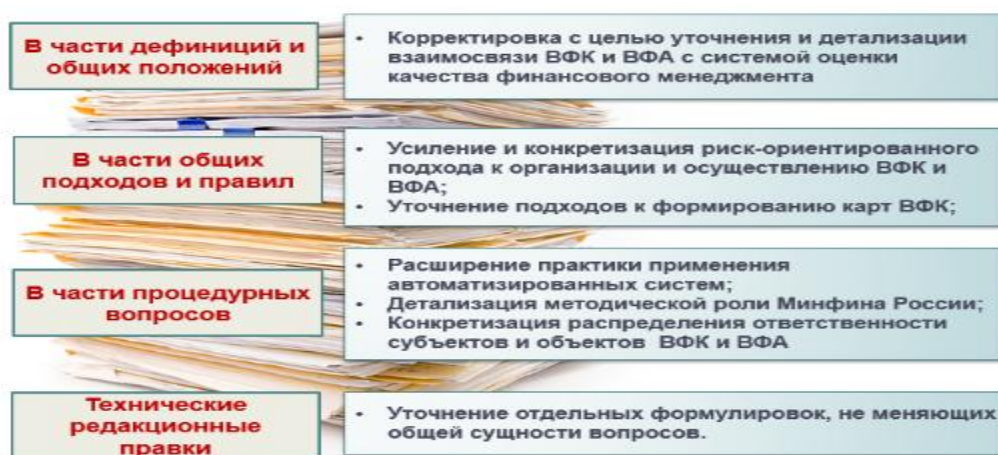 В части дефиниций и
общих положений
• Корректировка с целью уточнения и детализации
взаимосвязи ВФК и ВФА с системой оценки
качества финансового менеджмента
В части общих
подходов и правил
• Усиление и конкретизация риск-ориентированного
подхода к организации и осуществлению ВФК и
ВФА;
• Уточнение подходов к формированию карт ВФК;
В части процедурных
вопросов
• Расширение практики применения
автоматизированных систем;
• Детализация методической роли Минфина России;
• Конкретизация распределения ответственности
субъектов и объектов ВФК и ВФА
Технические
редакционные
правки
• Уточнение отдельных формулировок, не меняющих
общей сущности вопросов.